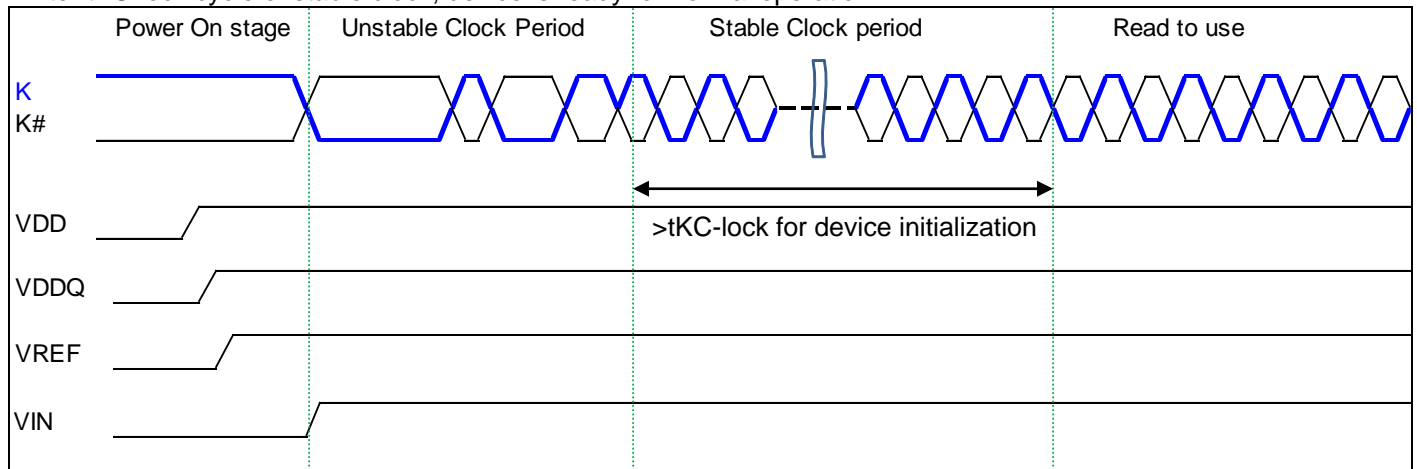 Power On stage Unstable Clock Period Stable Clock period Read to use
K
K#
VDD
>tKC-lock for device initialization
VDDQ
VREF
VIN